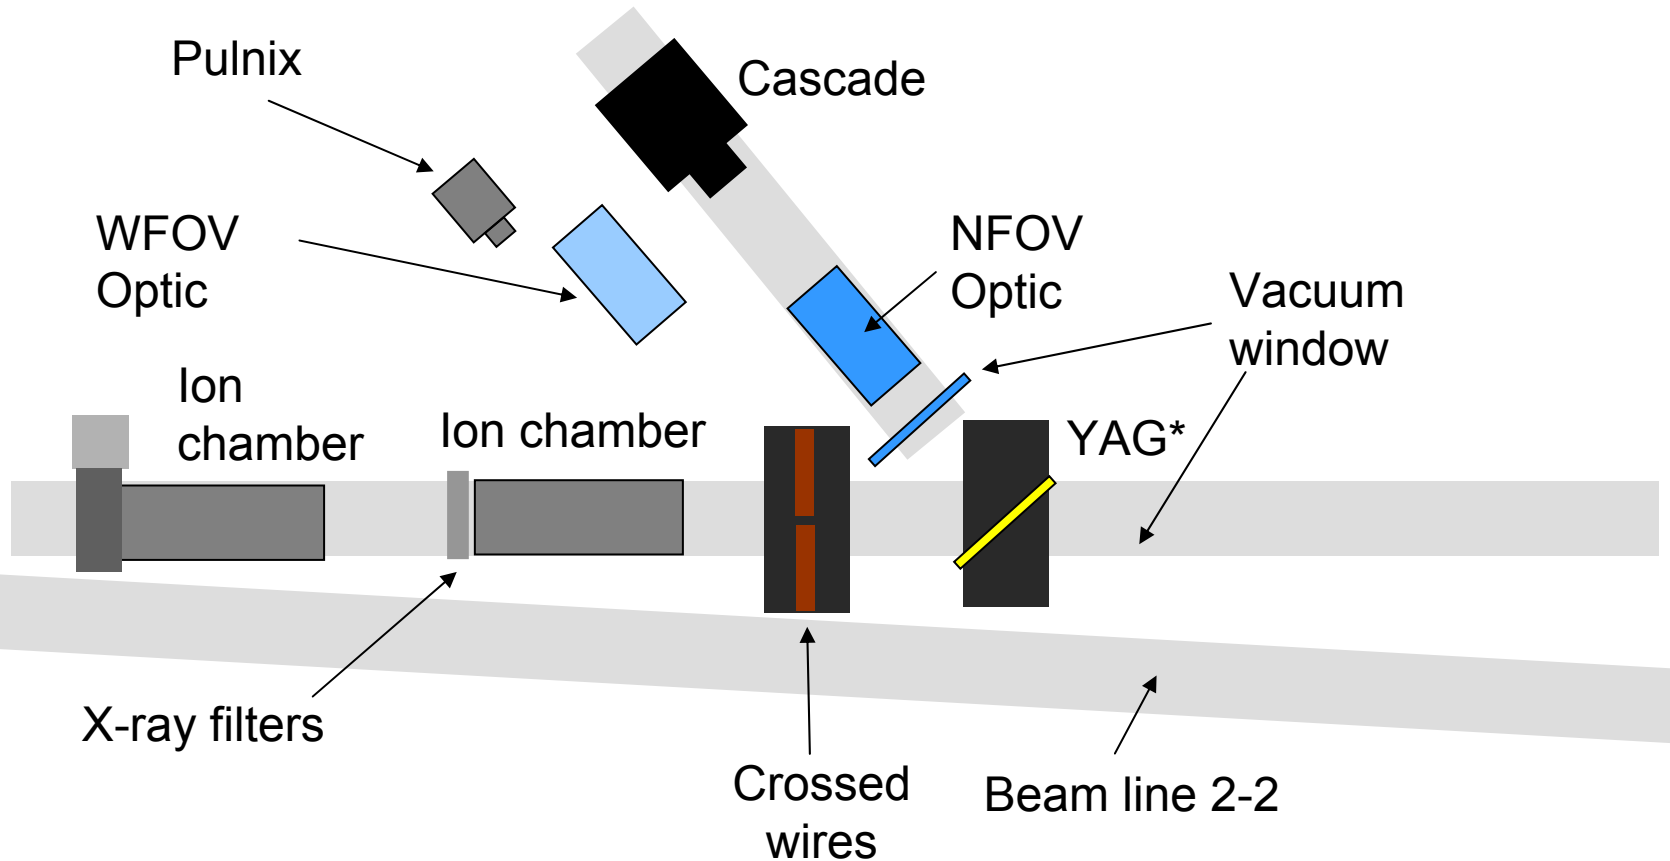 Pulnix
Cascade
WFOV
Optic
NFOV
Optic
Vacuum
window
Ion
chamber
Ion chamber
YAG*
X-ray filters
Crossed
wires
Beam line 2-2